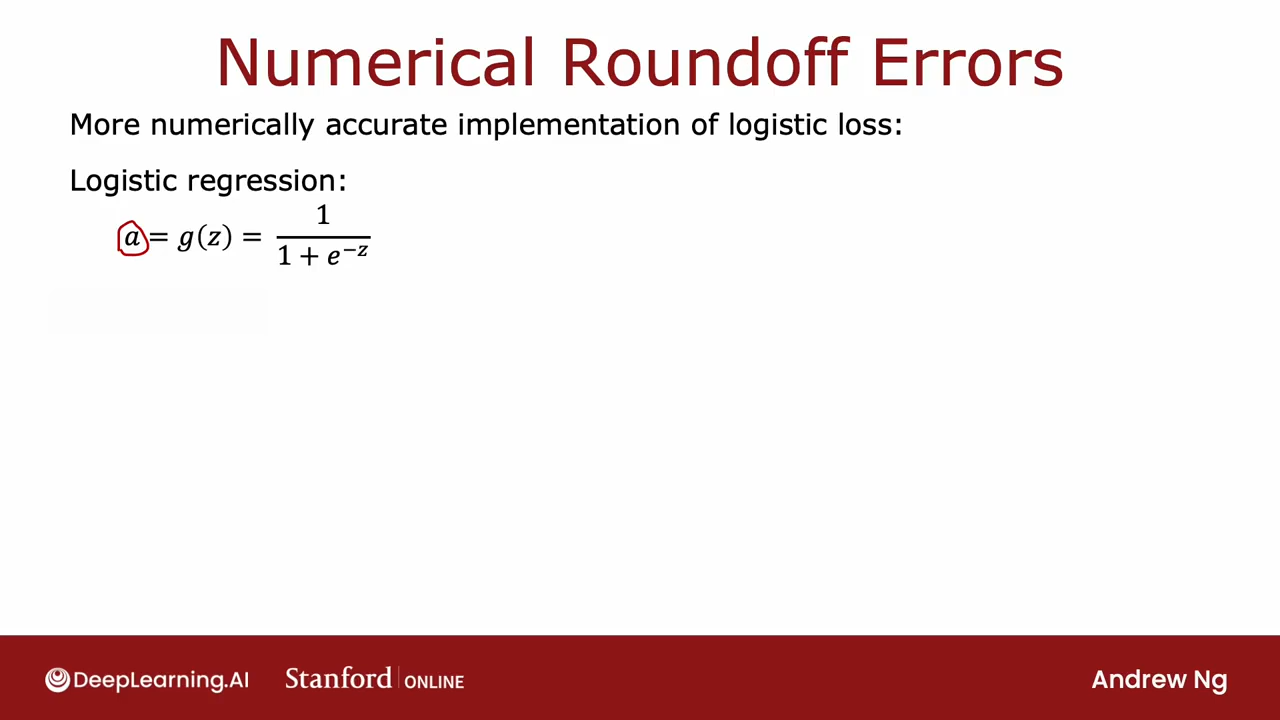 Numerical Roundoff Errors
More numerically accurate implementation of logistic loss:
Logistic regression:
a = g(z) = 1 / (1 + e^{-z})
DeepLearning.AI Stanford ONLINE Andrew Ng